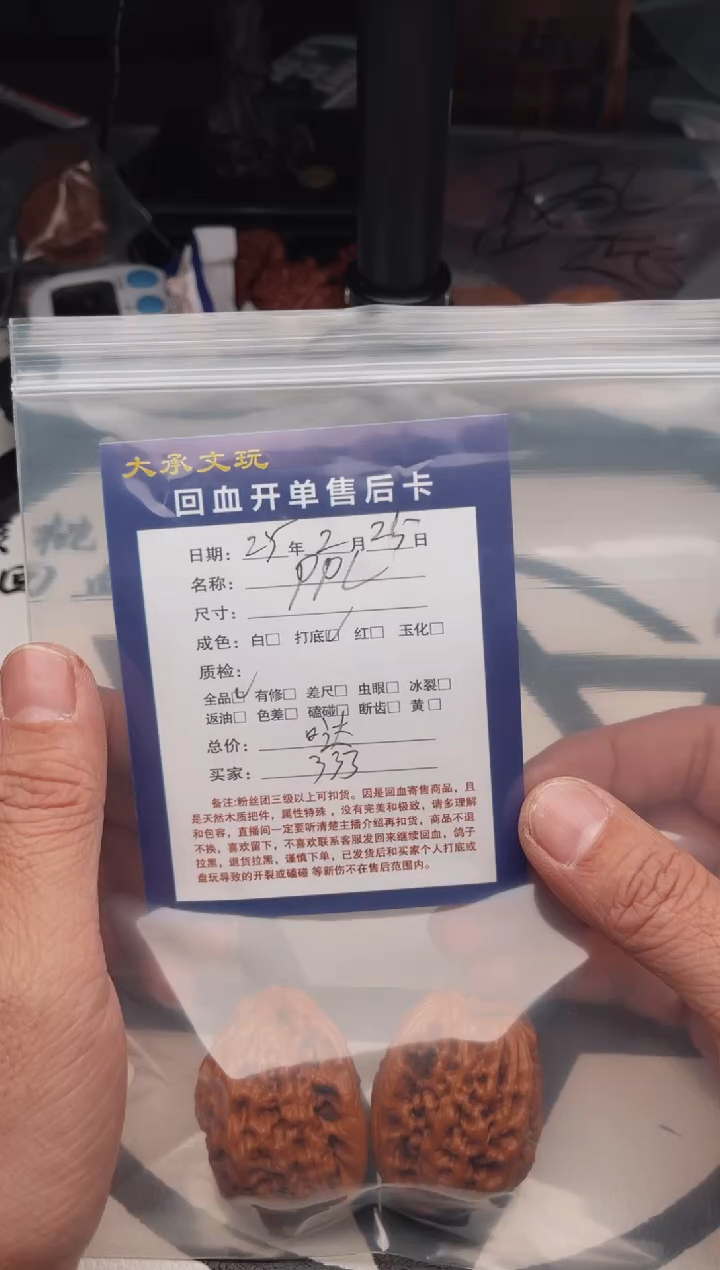 大承文玩
回血开单售后卡
日期：25年2月25日
名称：PPL
尺寸：
成色：白□ 打底☑ 红□ 玉化□
质检：
全品☑ 有修□ 差尺□ 虫眼□ 冰裂□
返油□ 色差□ 磕碰□ 断齿□ 黄□
总价：
买家：333
备注:粉丝团三级以上可扣货。因是回血寄售商品，且
是天然木质把件，属性特殊，没有完美和极致，请多理解
和包容，直播间一定要听清楚主播介绍再扣货，商品不退
不换，喜欢留下，不喜欢联系客服发回来继续回血，鸽子
拉黑，退货拉黑，谨慎下单，已发货后和买家个人打底或
盘玩导致的开裂或磕碰 等新伤不在售后范围内。